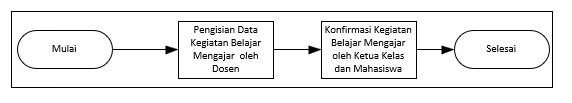 Mulai
Pengisian Data
Kegiatan Belajar
Mengajar oleh
Dosen
Konfirmasi Kegiatan
Belajar Mengajar
oleh Ketua Kelas
dan Mahasiswa
Selesai